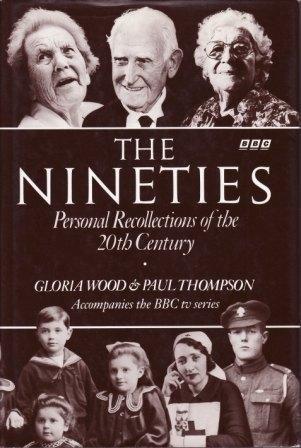 BBC
THE
NINETIES
Personal Recollections of the
20th Century
GLORIA WOOD & PAUL THOMPSON
Accompanies the BBC tv series